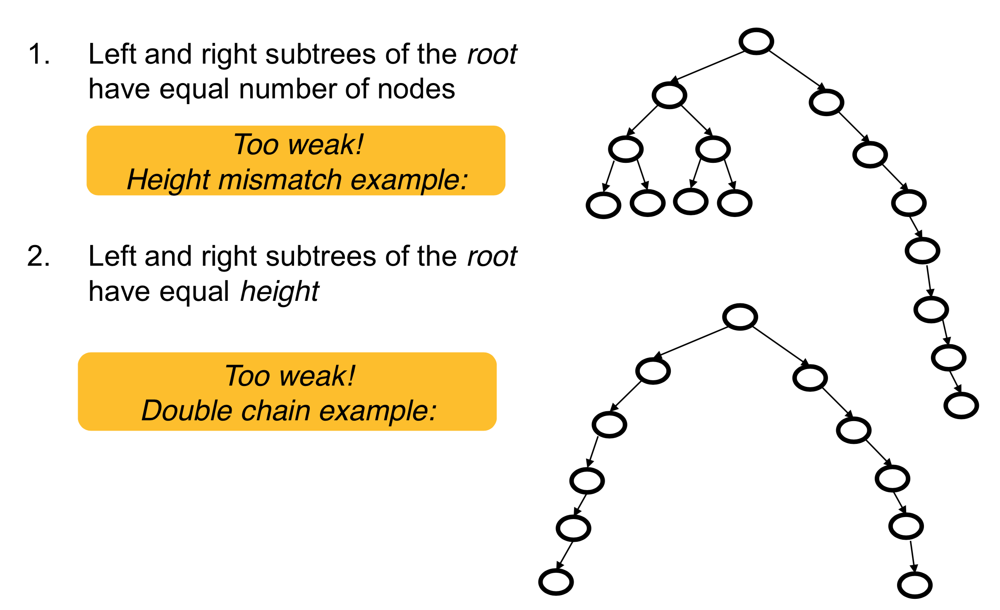 1. Left and right subtrees of the root
have equal number of nodes
Too weak!
Height mismatch example:
2. Left and right subtrees of the root
have equal height
Too weak!
Double chain example: